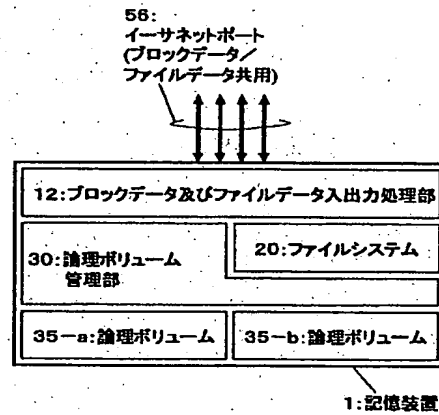 56:
イーサネットポート
(ブロックデータ/
ファイルデータ共用)
12:ブロックデータ及びファイルデータ入出力処理部
30:論理ボリューム
管理部
20:ファイルシステム
35-a:論理ボリューム
35-b:論理ボリューム
1:記憶装置